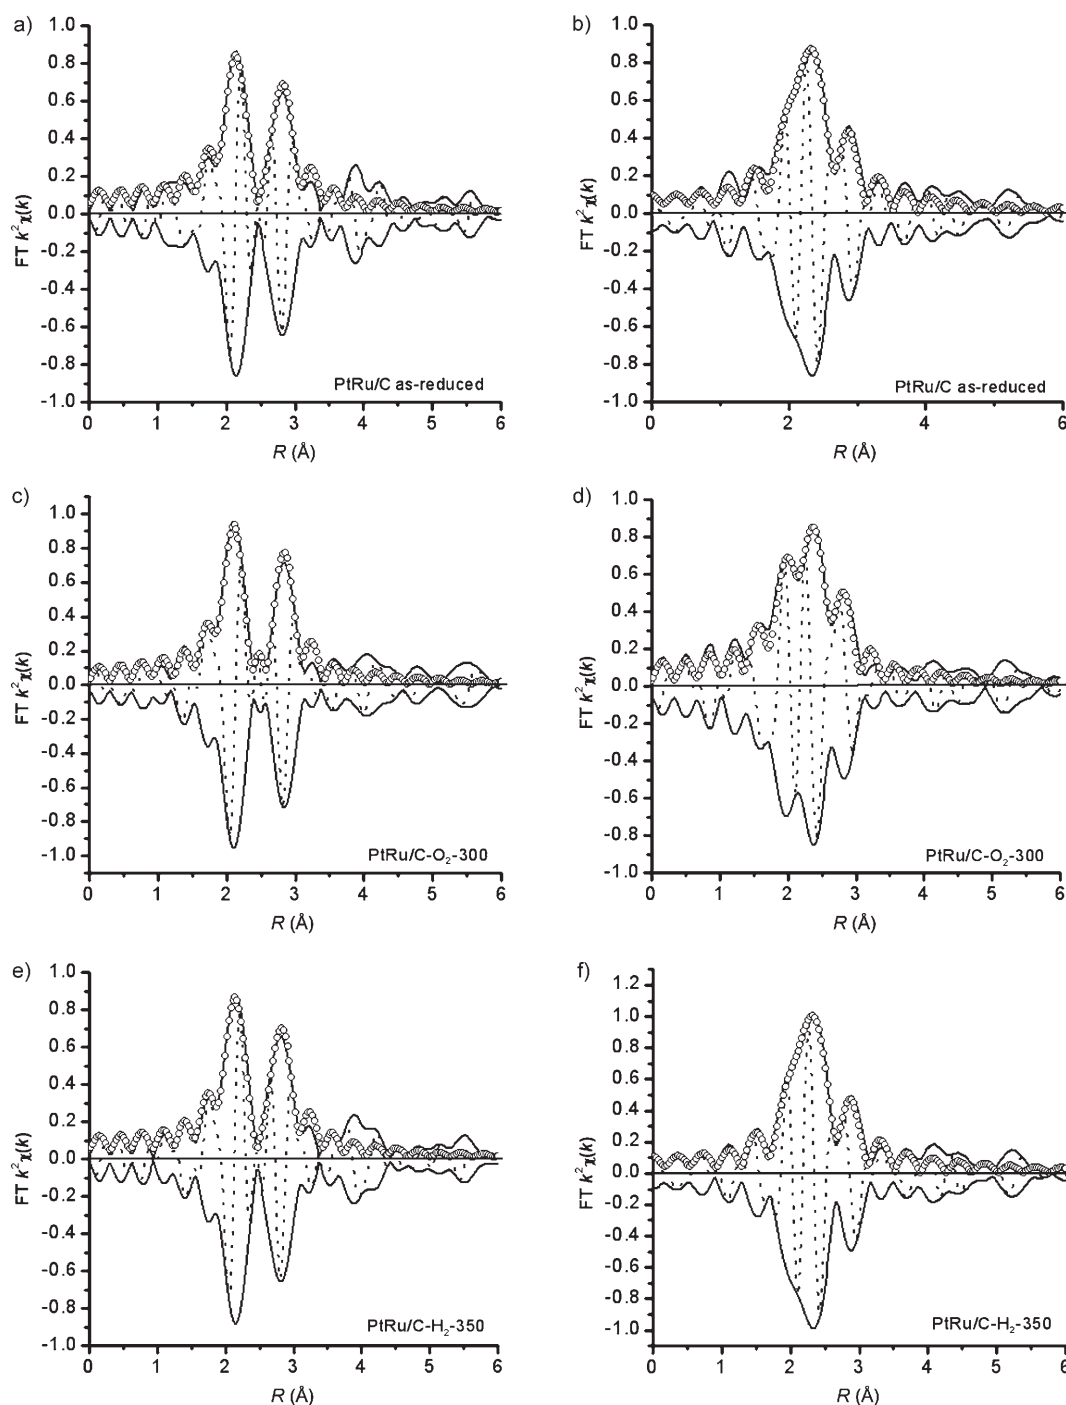 a)
1.0
0.8
0.6
0.4
0.2
0.0
-0.2
-0.4
-0.6
-0.8
-1.0
FT k²χ(k)
PtRu/C as-reduced
0 1 2 3 4 5 6
R (Å)
b)
1.0
0.8
0.6
0.4
0.2
0.0
-0.2
-0.4
-0.6
-0.8
-1.0
FT k²χ(k)
PtRu/C as-reduced
0 1 2 3 4 5 6
R (Å)
c)
1.0
0.8
0.6
0.4
0.2
0.0
-0.2
-0.4
-0.6
-0.8
-1.0
FT k²χ(k)
PtRu/C-O₂-300
0 1 2 3 4 5 6
R (Å)
d)
1.0
0.8
0.6
0.4
0.2
0.0
-0.2
-0.4
-0.6
-0.8
-1.0
FT k²χ(k)
PtRu/C-O₂-300
0 1 2 3 4 5 6
R (Å)
e)
1.0
0.8
0.6
0.4
0.2
0.0
-0.2
-0.4
-0.6
-0.8
-1.0
FT k²χ(k)
PtRu/C-H₂-350
0 1 2 3 4 5 6
R (Å)
f)
1.2
1.0
0.8
0.6
0.4
0.2
0.0
-0.2
-0.4
-0.6
-0.8
-1.0
FT k²χ(k)
PtRu/C-H₂-350
0 1 2 3 4 5 6
R (Å)